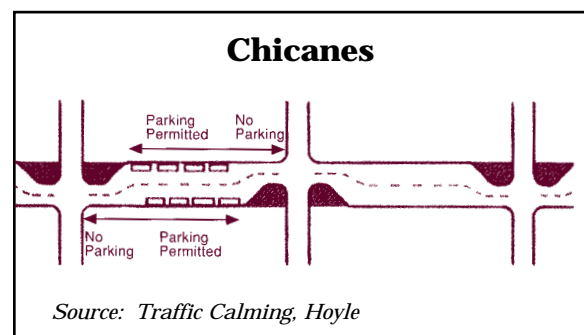 Chicanes
Parking
Permitted
No
Parking
No
Parking
Parking
Permitted
Source: Traffic Calming, Hoyle